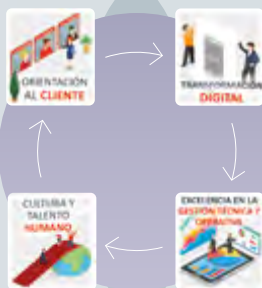 ORIENTACIÓN
AL CLIENTE
TRANSFORMACIÓN
DIGITAL
CULTURA Y
TALENTO
HUMANO
EXCELENCIA EN LA
GESTIÓN TÉCNICA Y
OPERATIVA